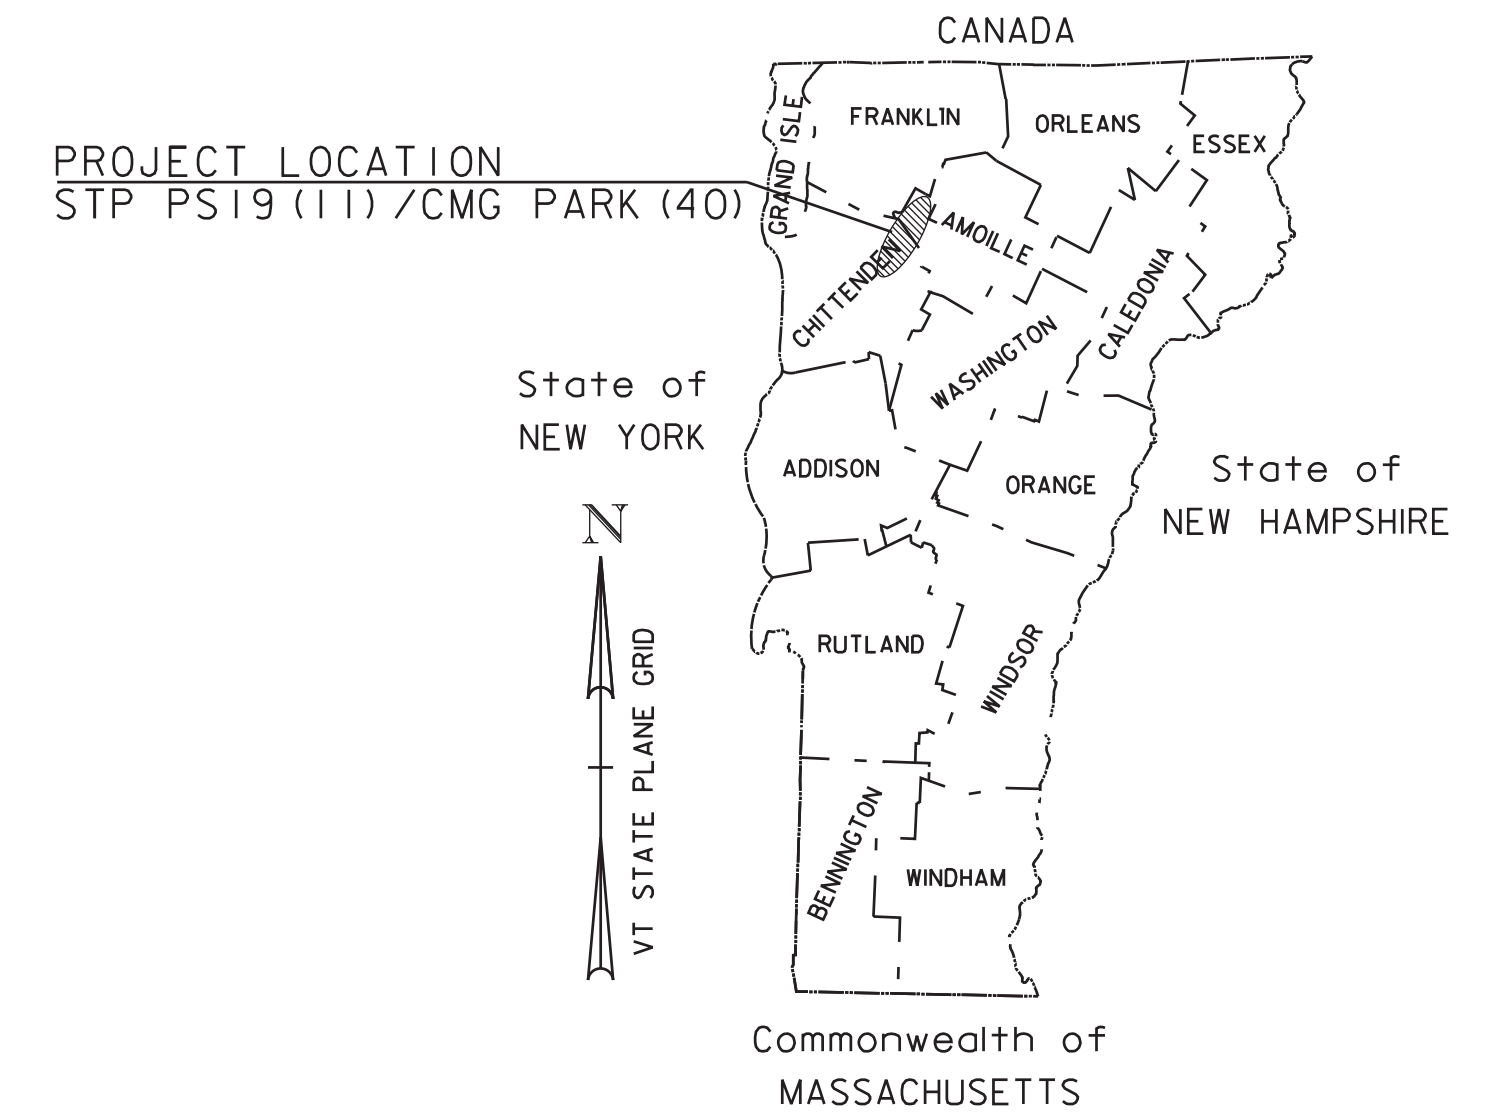 CANADA
FRANKLIN
ORLEANS
ESSEX
GRAND ISLE
PROJECT LOCATION
STP PS19(11)/CMG PARK (40)
AMOILLE
CHITTENDEN
CALEDONIA
WASHINGTON
State of
NEW YORK
ADDISON
ORANGE
State of
NEW HAMPSHIRE
N
VT STATE PLANE GRID
RUTLAND
WINDSOR
BENNINGTON
WINDHAM
Commonwealth of
MASSACHUSETTS